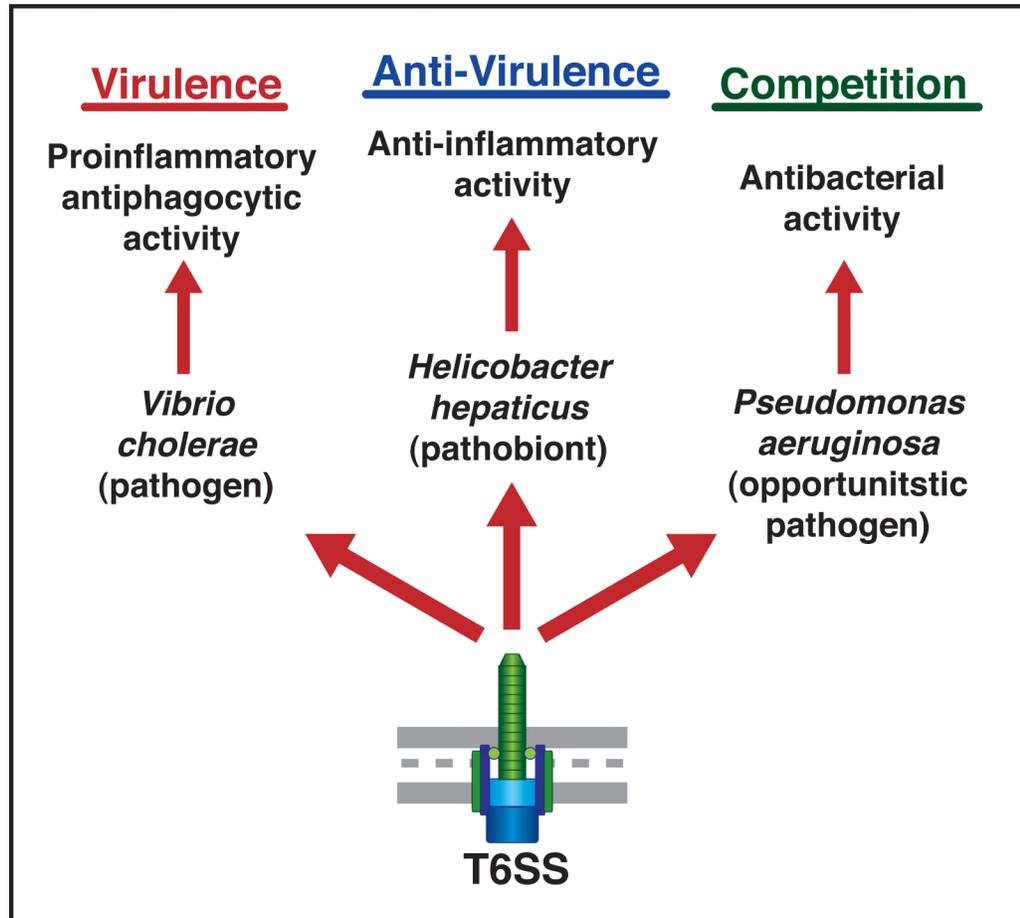 Virulence
Proinflammatory
antiphagocytic
activity
Vibrio
cholerae
(pathogen)
Anti-Virulence
Anti-inflammatory
activity
Helicobacter
hepaticus
(pathobiont)
Competition
Antibacterial
activity
Pseudomonas
aeruginosa
(opportunitstic
pathogen)
T6SS